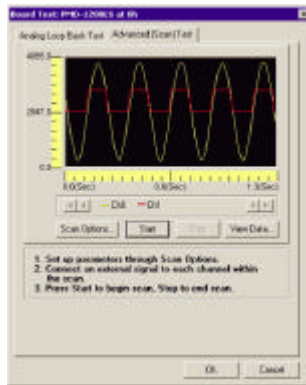 Board Test: PMD-1208LS at 0h
Analog Loop Back Test Advanced (Scan) Test
4095.0
2047.0
0.0
0.0(Sec) 1.3(Sec)
CH0 CH1
Scan Options... Start Stop View Data...
1. Set up parameters through Scan Options.
2. Connect an external signal to each channel within
the scan.
3. Press Start to begin scan, Stop to end scan.
OK Cancel